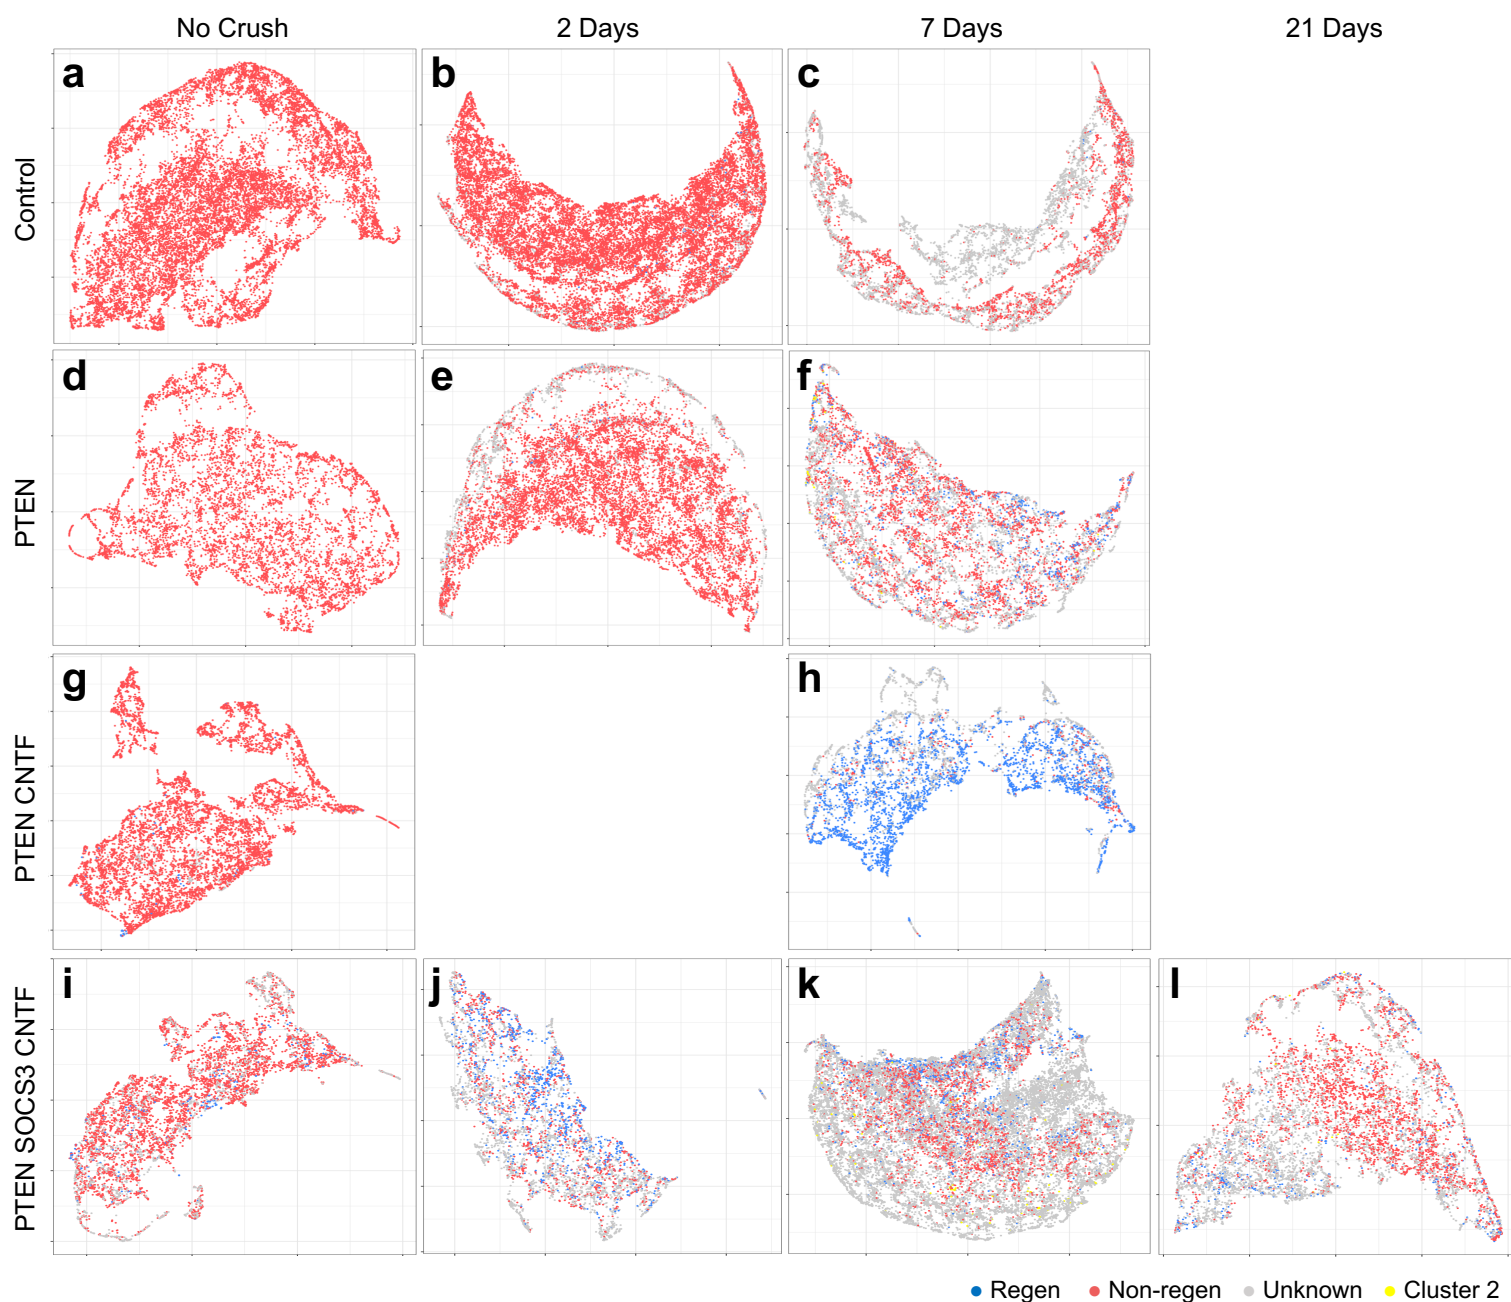 No Crush 2 Days 7 Days 21 Days
Control
a b c
PTEN
d e f
PTEN CNTF
g h
PTEN SOCS3 CNTF
i j k l
Regen Non-regen Unknown Cluster 2